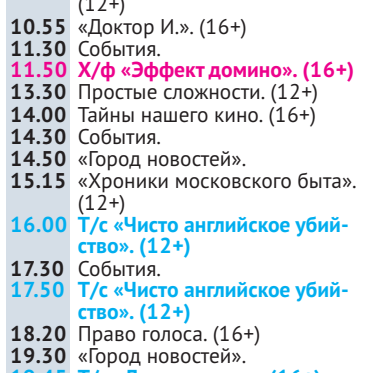 (12+)
10.55 «Доктор И.». (16+)
11.30 События.
11.50 Х/ф «Эффект домино». (16+)
13.30 Простые сложности. (12+)
14.00 Тайны нашего кино. (16+)
14.30 События.
14.50 «Город новостей».
15.15 «Хроники московского быта».
(12+)
16.00 Т/с «Чисто английское убий-
ство». (12+)
17.30 События.
17.50 Т/с «Чисто английское убий-
ство». (12+)
18.20 Право голоса. (16+)
19.30 «Город новостей».
19.45 Т/с